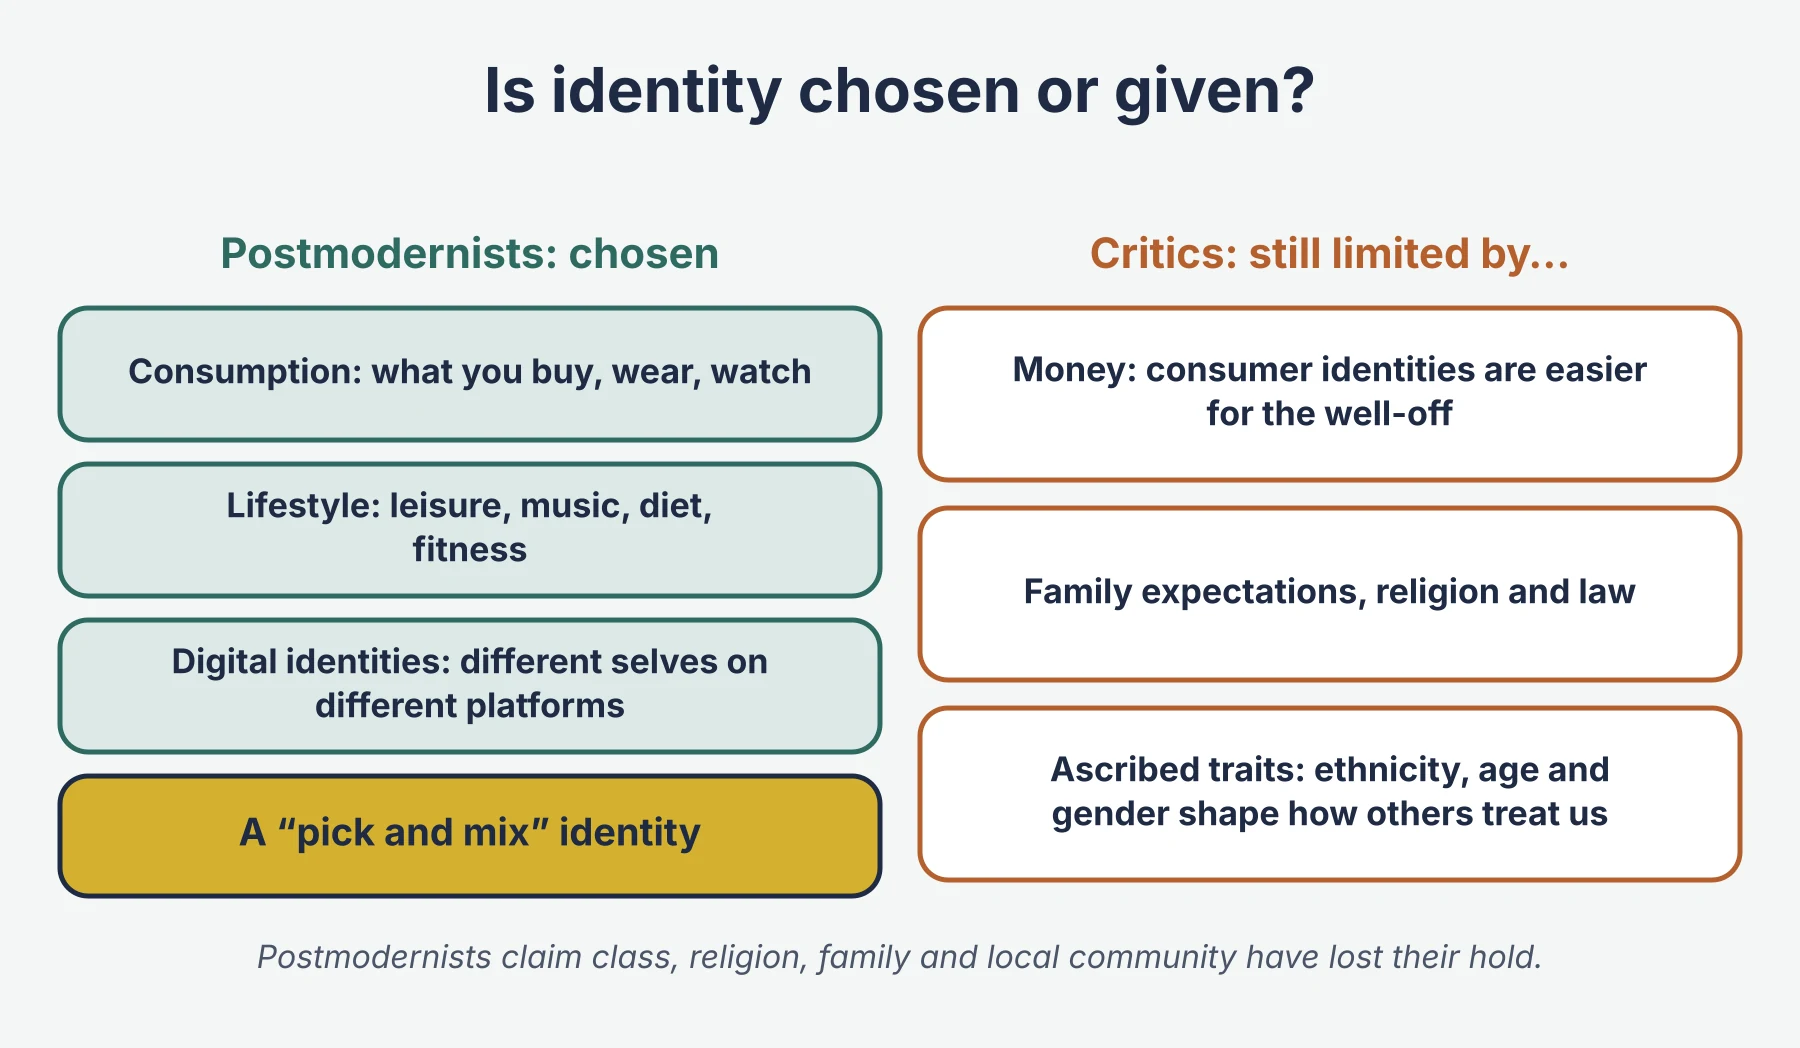 Is identity chosen or given?
Postmodernists: chosen
Consumption: what you buy, wear, watch
Lifestyle: leisure, music, diet,
fitness
Digital identities: different selves on
different platforms
A “pick and mix” identity
Critics: still limited by…
Money: consumer identities are easier
for the well-off
Family expectations, religion and law
Ascribed traits: ethnicity, age and
gender shape how others treat us
Postmodernists claim class, religion, family and local community have lost their hold.